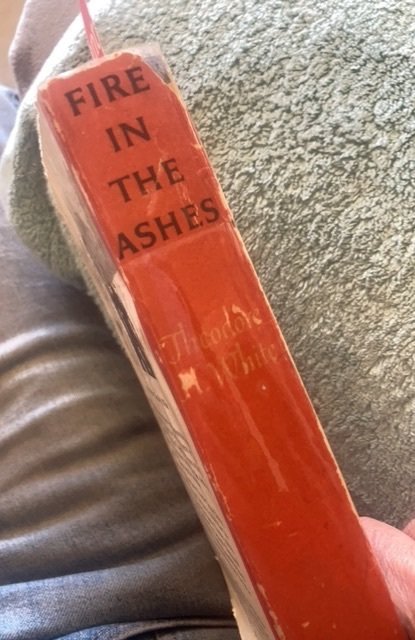 FIRE
IN
THE
ASHES
Theodore
H. White